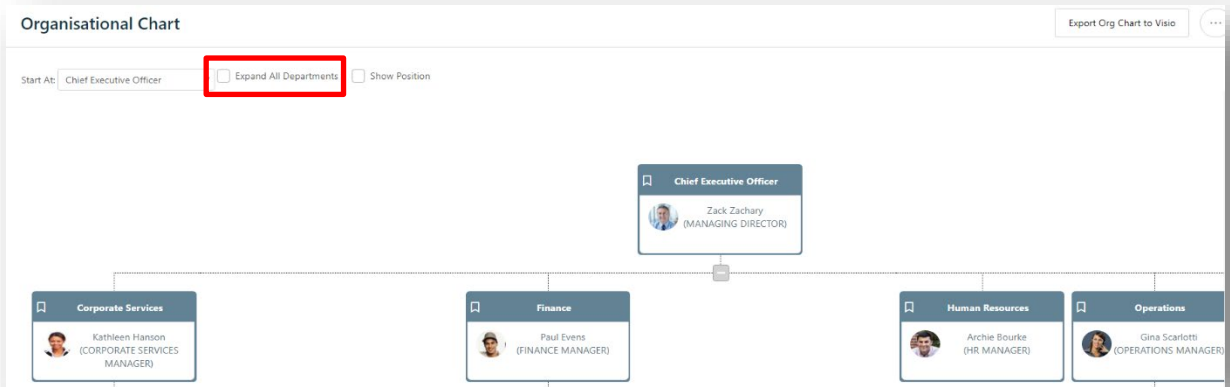 Organisational Chart
Export Org Chart to Visio
...
Start At: Chief Executive Officer Expand All Departments Show Position
Chief Executive Officer
Zack Zachary
(MANAGING DIRECTOR)
Corporate Services
Kathleen Hanson
(CORPORATE SERVICES
MANAGER)
Finance
Paul Evens
(FINANCE MANAGER)
Human Resources
Archie Bourke
(HR MANAGER)
Operations
Gina Scarlotti
(OPERATIONS MANAGER)